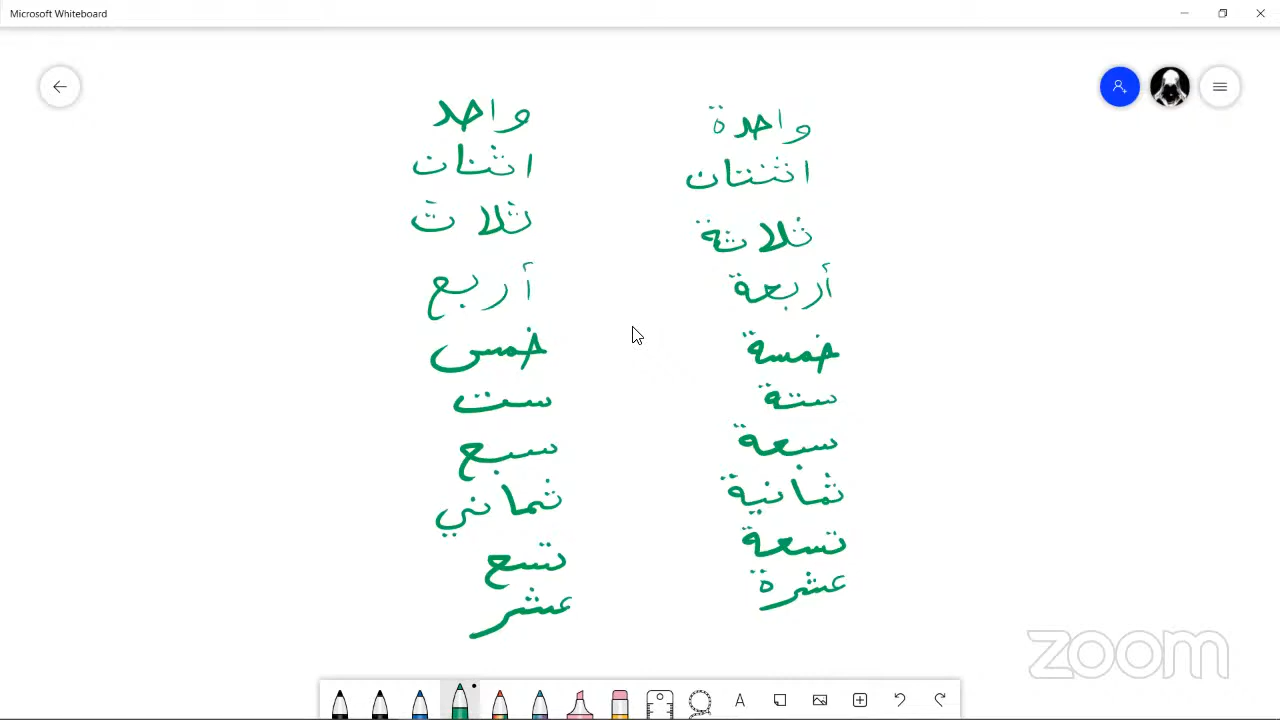 Microsoft Whiteboard
واحدة واحد
اثنتان اثنان
ثلاثة ثلاث
أربعة أربع
خمسة خمس
ستة ست
سبعة سبع
ثمانية ثماني
تسعة تسع
عشرة عشر
zoom
A